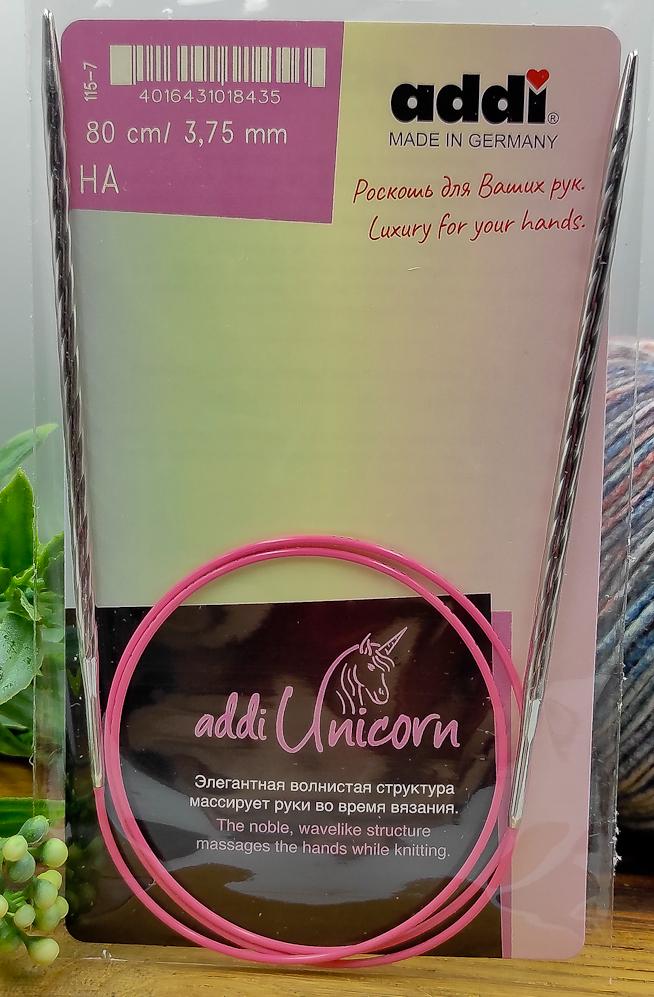 115-7
4016431018435
80 cm/ 3,75 mm
HA
addi®
MADE IN GERMANY
Роскошь для Ваших рук.
Luxury for your hands.
addi Unicorn
Элегантная волнистая структура
массирует руки во время вязания.
The noble, wavelike structure
massages the hands while knitting.